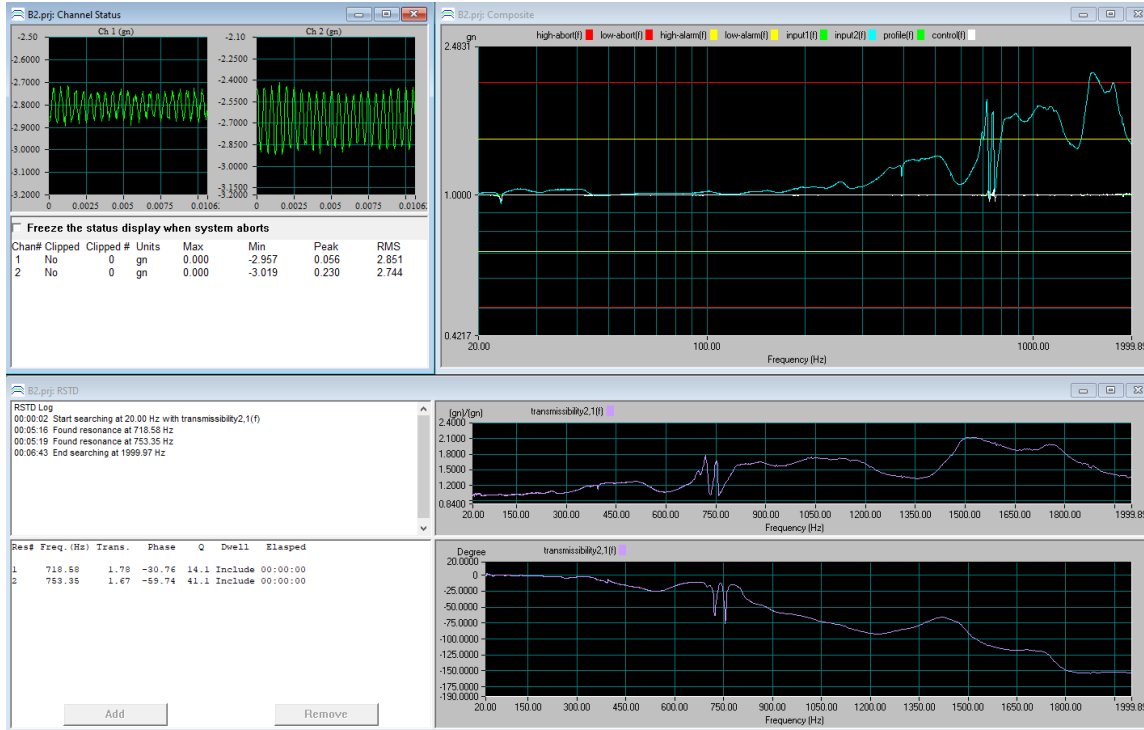 B2.prj: Channel Status
Ch 1 (gn)
-2.50
-2.6000
-2.7000
-2.8000
-2.9000
-3.0000
-3.1000
-3.2000
0 0.0025 0.005 0.0075 0.0106
Ch 2 (gn)
-2.10
-2.2500
-2.4000
-2.5500
-2.7000
-2.8500
-3.0000
-3.1500
-3.2000
0 0.0025 0.005 0.0075 0.0106
Freeze the status display when system aborts
Chan# Clipped Clipped # Units Max Min Peak RMS
1 No 0 gn 0.000 -2.957 0.056 2.851
2 No 0 gn 0.000 -3.019 0.230 2.744
B2.prj: Composite
gn high-abort(f) low-abort(f) high-alarm(f) low-alarm(f) input1(f) input2(f) profile(f) control(f)
2.4831
1.0000
0.4217
20.00 100.00 1000.00 1999.89
Frequency (Hz)
B2.prj: RSTD
RSTD Log
00:00:02 Start searching at 20.00 Hz with transmissibility2,1(f)
00:05:16 Found resonance at 718.58 Hz
00:05:19 Found resonance at 753.35 Hz
00:06:43 End searching at 1999.97 Hz
Res# Freq.(Hz) Trans. Phase Q Dwell Elasped
1 718.58 1.78 -30.76 14.1 Include 00:00:00
2 753.35 1.67 -59.74 41.1 Include 00:00:00
Add Remove
(gn)/(gn) transmissibility2,1(f)
2.4000
2.1000
1.8000
1.5000
1.2000
0.8400
20.00 150.00 300.00 450.00 600.00 750.00 900.00 1050.00 1200.00 1350.00 1500.00 1650.00 1800.00 1999.89
Frequency (Hz)
Degree transmissibility2,1(f)
20.0000
0
-25.0000
-50.0000
-75.0000
-100.0000
-125.0000
-150.0000
-175.0000
-190.0000
20.00 150.00 300.00 450.00 600.00 750.00 900.00 1050.00 1200.00 1350.00 1500.00 1650.00 1800.00 1999.89
Frequency (Hz)